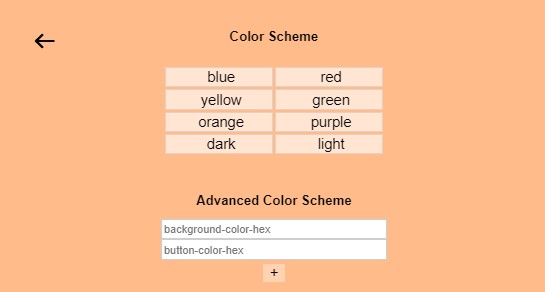 Color Scheme
blue red
yellow green
orange purple
dark light
Advanced Color Scheme
background-color-hex
button-color-hex
+